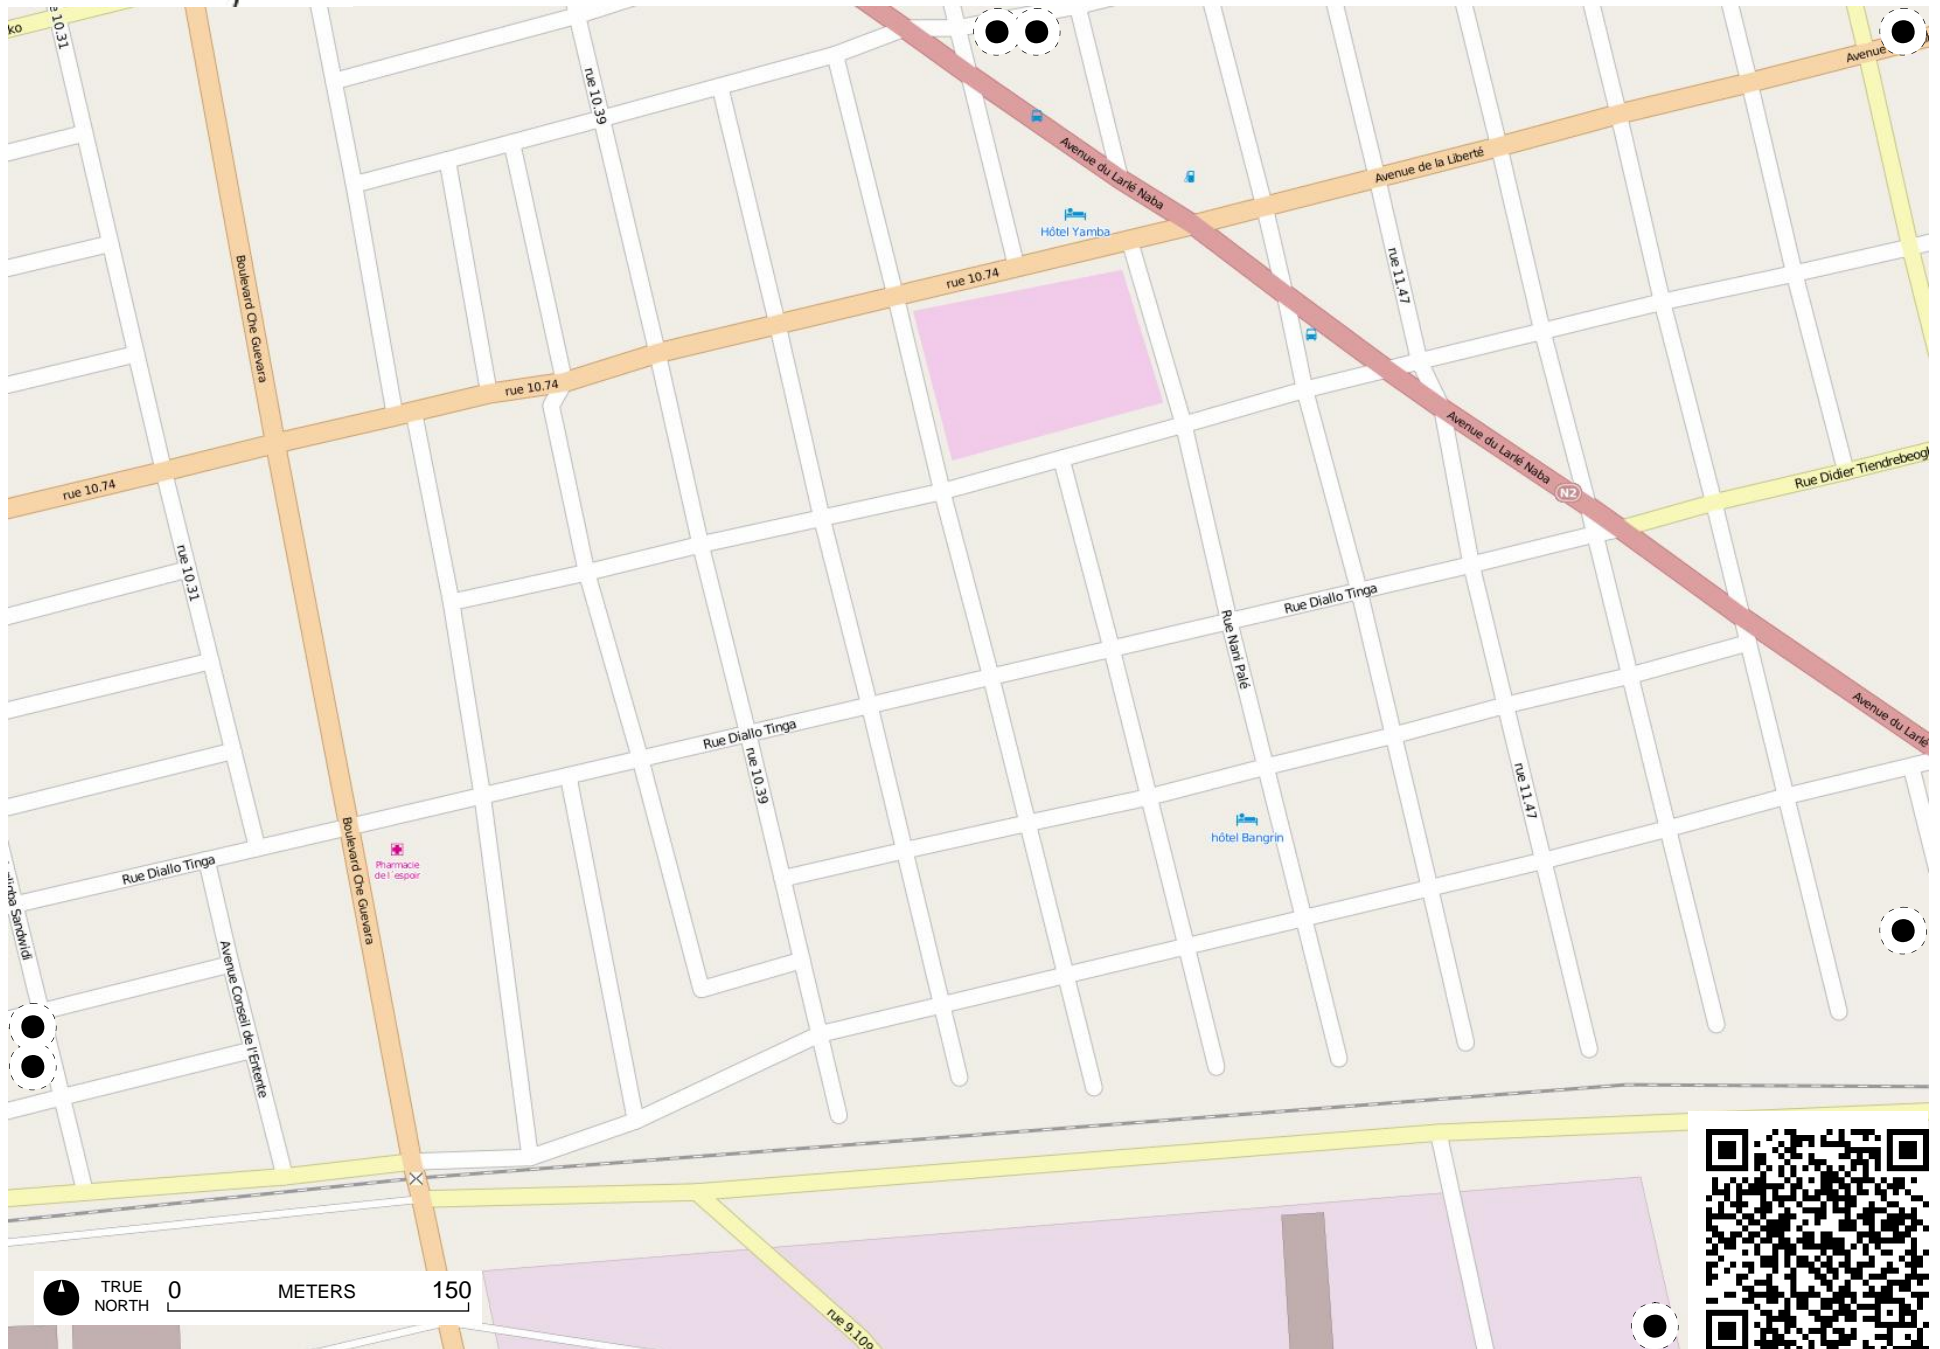 ko
10.31
rue 10.39
Avenue
Avenue du Larlé Naba
Avenue de la Liberté
Hôtel Yamba
rue 10.74
rue 11.47
Boulevard Che Guevara
rue 10.74
Avenue du Larlé Naba
N2
Rue Didier Tiendrebeog
rue 10.74
rue 10.31
Rue Diallo Tinga
Rue Nani Palé
Avenue du Larlé
Rue Diallo Tinga
rue 10.39
rue 11.47
hôtel Bangrin
Boulevard Che Guevara
Pharmacie
de l'espoir
Rue Diallo Tinga
Sandwidi
Avenue Conseil de l'Entente
TRUE
NORTH
0 METERS 150
rue 9.109